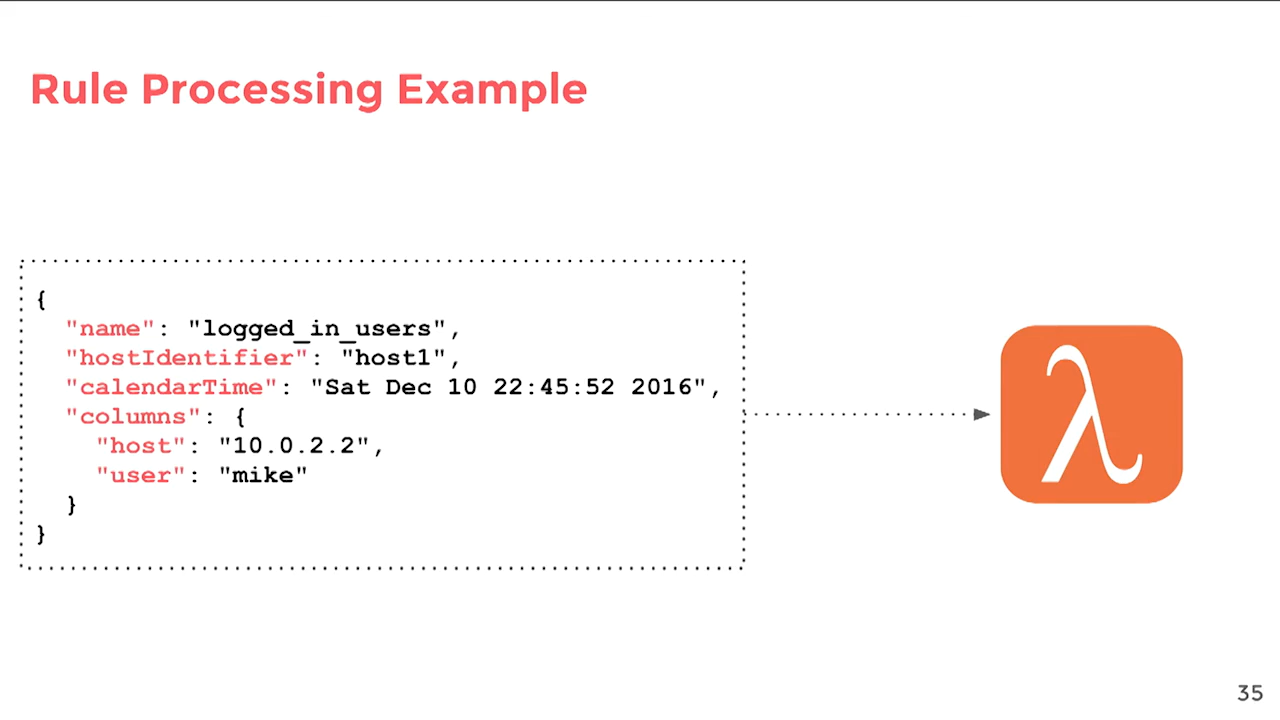 Rule Processing Example
{
"name": "logged_in_users",
"hostIdentifier": "host1",
"calendarTime": "Sat Dec 10 22:45:52 2016",
"columns": {
"host": "10.0.2.2",
"user": "mike"
}
}
λ
35